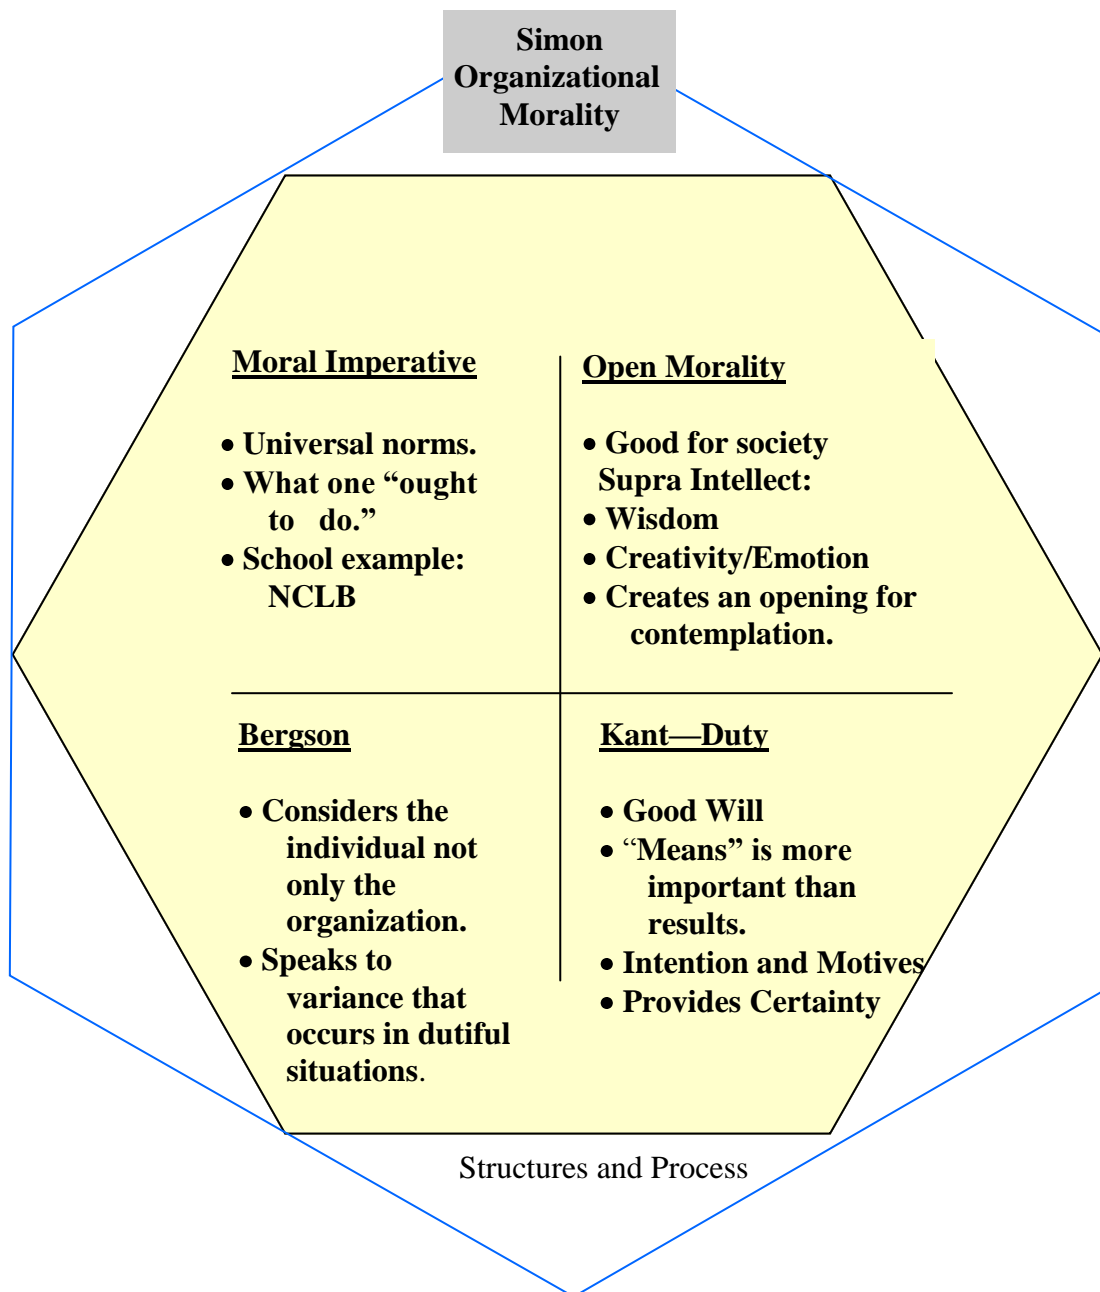 Simon
Organizational
Morality
Moral Imperative
• Universal norms.
• What one “ought
to do.”
• School example:
NCLB
Open Morality
• Good for society
Supra Intellect:
• Wisdom
• Creativity/Emotion
• Creates an opening for
contemplation.
Bergson
• Considers the
individual not
only the
organization.
• Speaks to
variance that
occurs in dutiful
situations.
Kant—Duty
• Good Will
• “Means” is more
important than
results.
• Intention and Motives
• Provides Certainty
Structures and Process